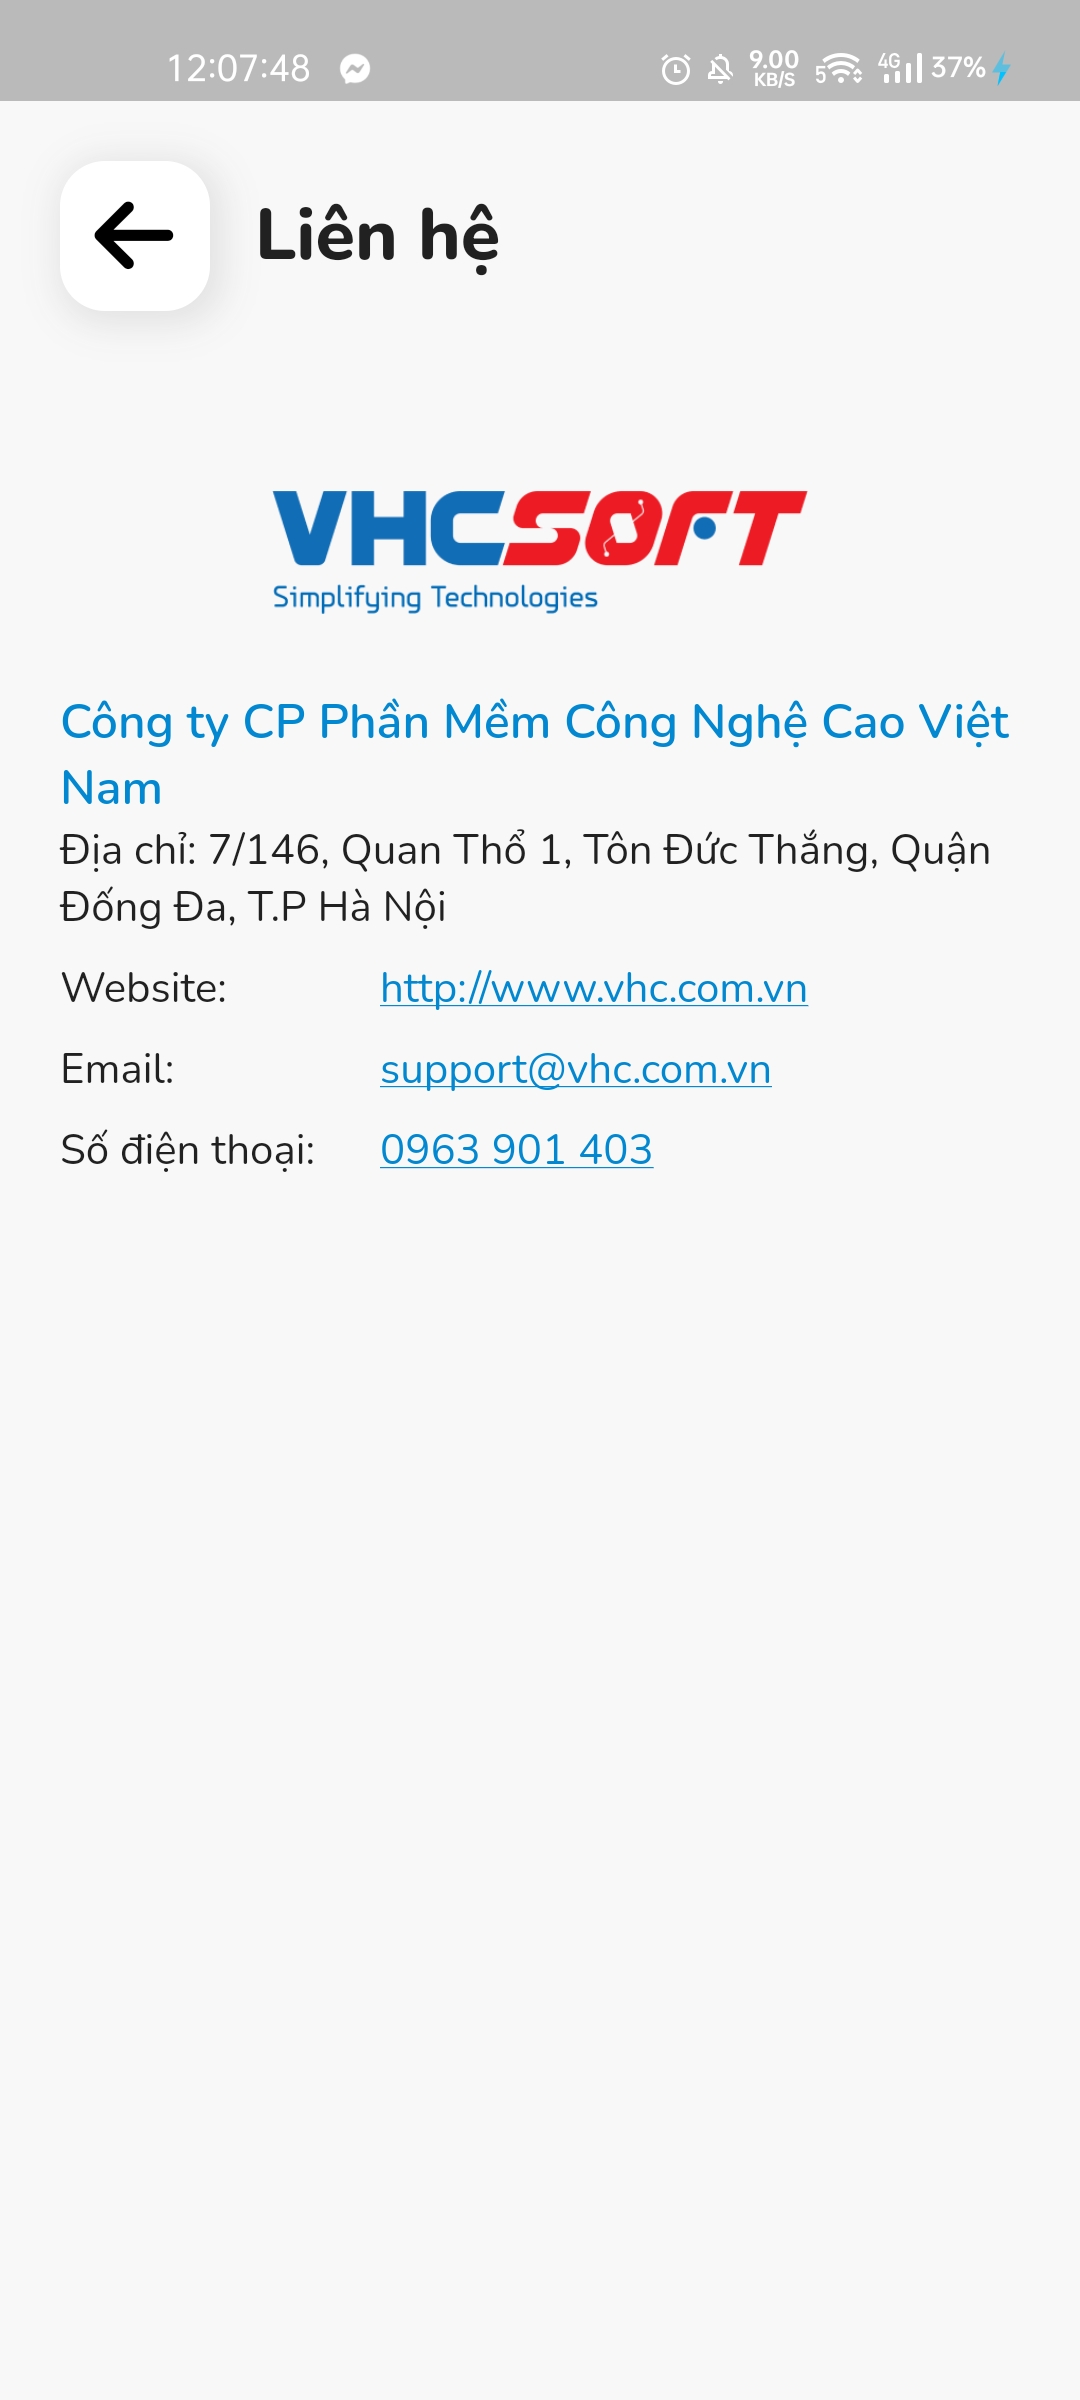 12:07:48 9.00 KB/S 5 4G 37%
Liên hệ
VHCSOFT
Simplifying Technologies
Công ty CP Phần Mềm Công Nghệ Cao Việt
Nam
Địa chỉ: 7/146, Quan Thổ 1, Tôn Đức Thắng, Quận
Đống Đa, T.P Hà Nội
Website: http://www.vhc.com.vn
Email: support@vhc.com.vn
Số điện thoại: 0963 901 403